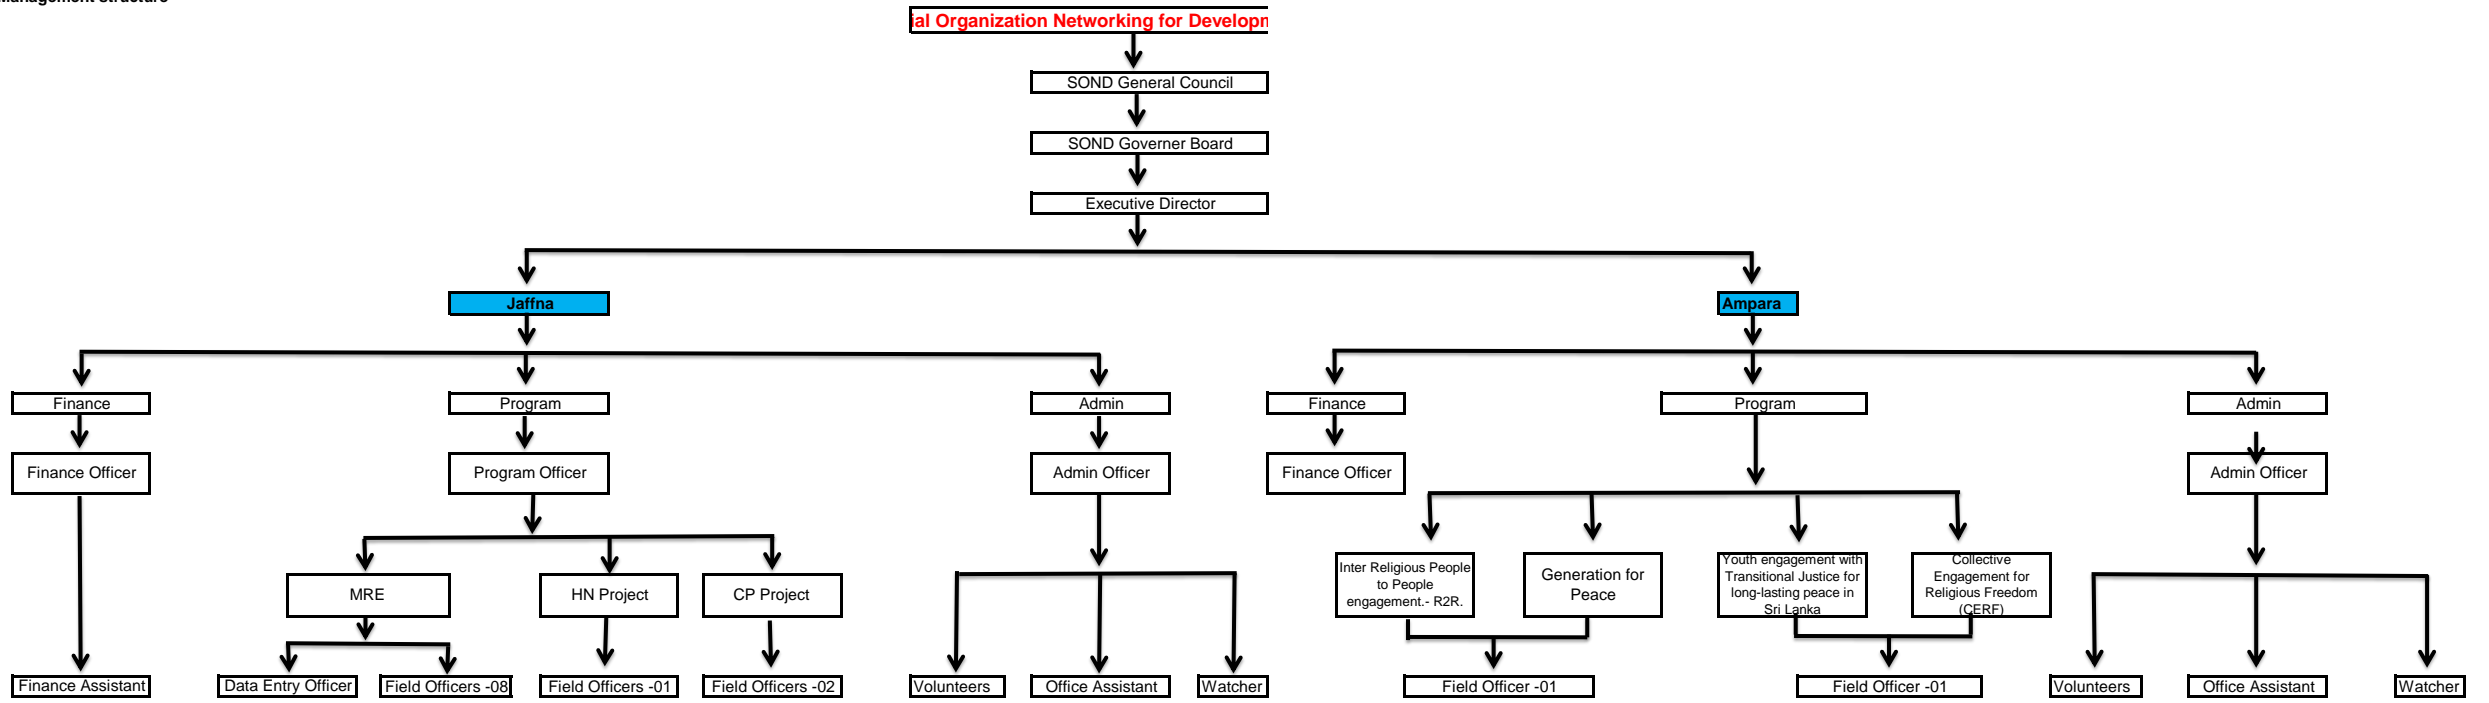 Management structure
ial Organization Networking for Developm
SOND General Council
SOND Governer Board
Executive Director
Jaffna
Ampara
Finance
Program
Admin
Finance
Program
Admin
Finance Officer
Program Officer
Admin Officer
Finance Officer
Admin Officer
MRE
HN Project
CP Project
Inter Religious People
to People
engagement.- R2R.
Generation for
Peace
Youth engagement with
Transitional Justice for
long-lasting peace in
Sri Lanka
Collective
Engagement for
Religious Freedom
(CERF)
Finance Assistant
Data Entry Officer
Field Officers -08
Field Officers -01
Field Officers -02
Volunteers
Office Assistant
Watcher
Field Officer -01
Field Officer -01
Volunteers
Office Assistant
Watcher